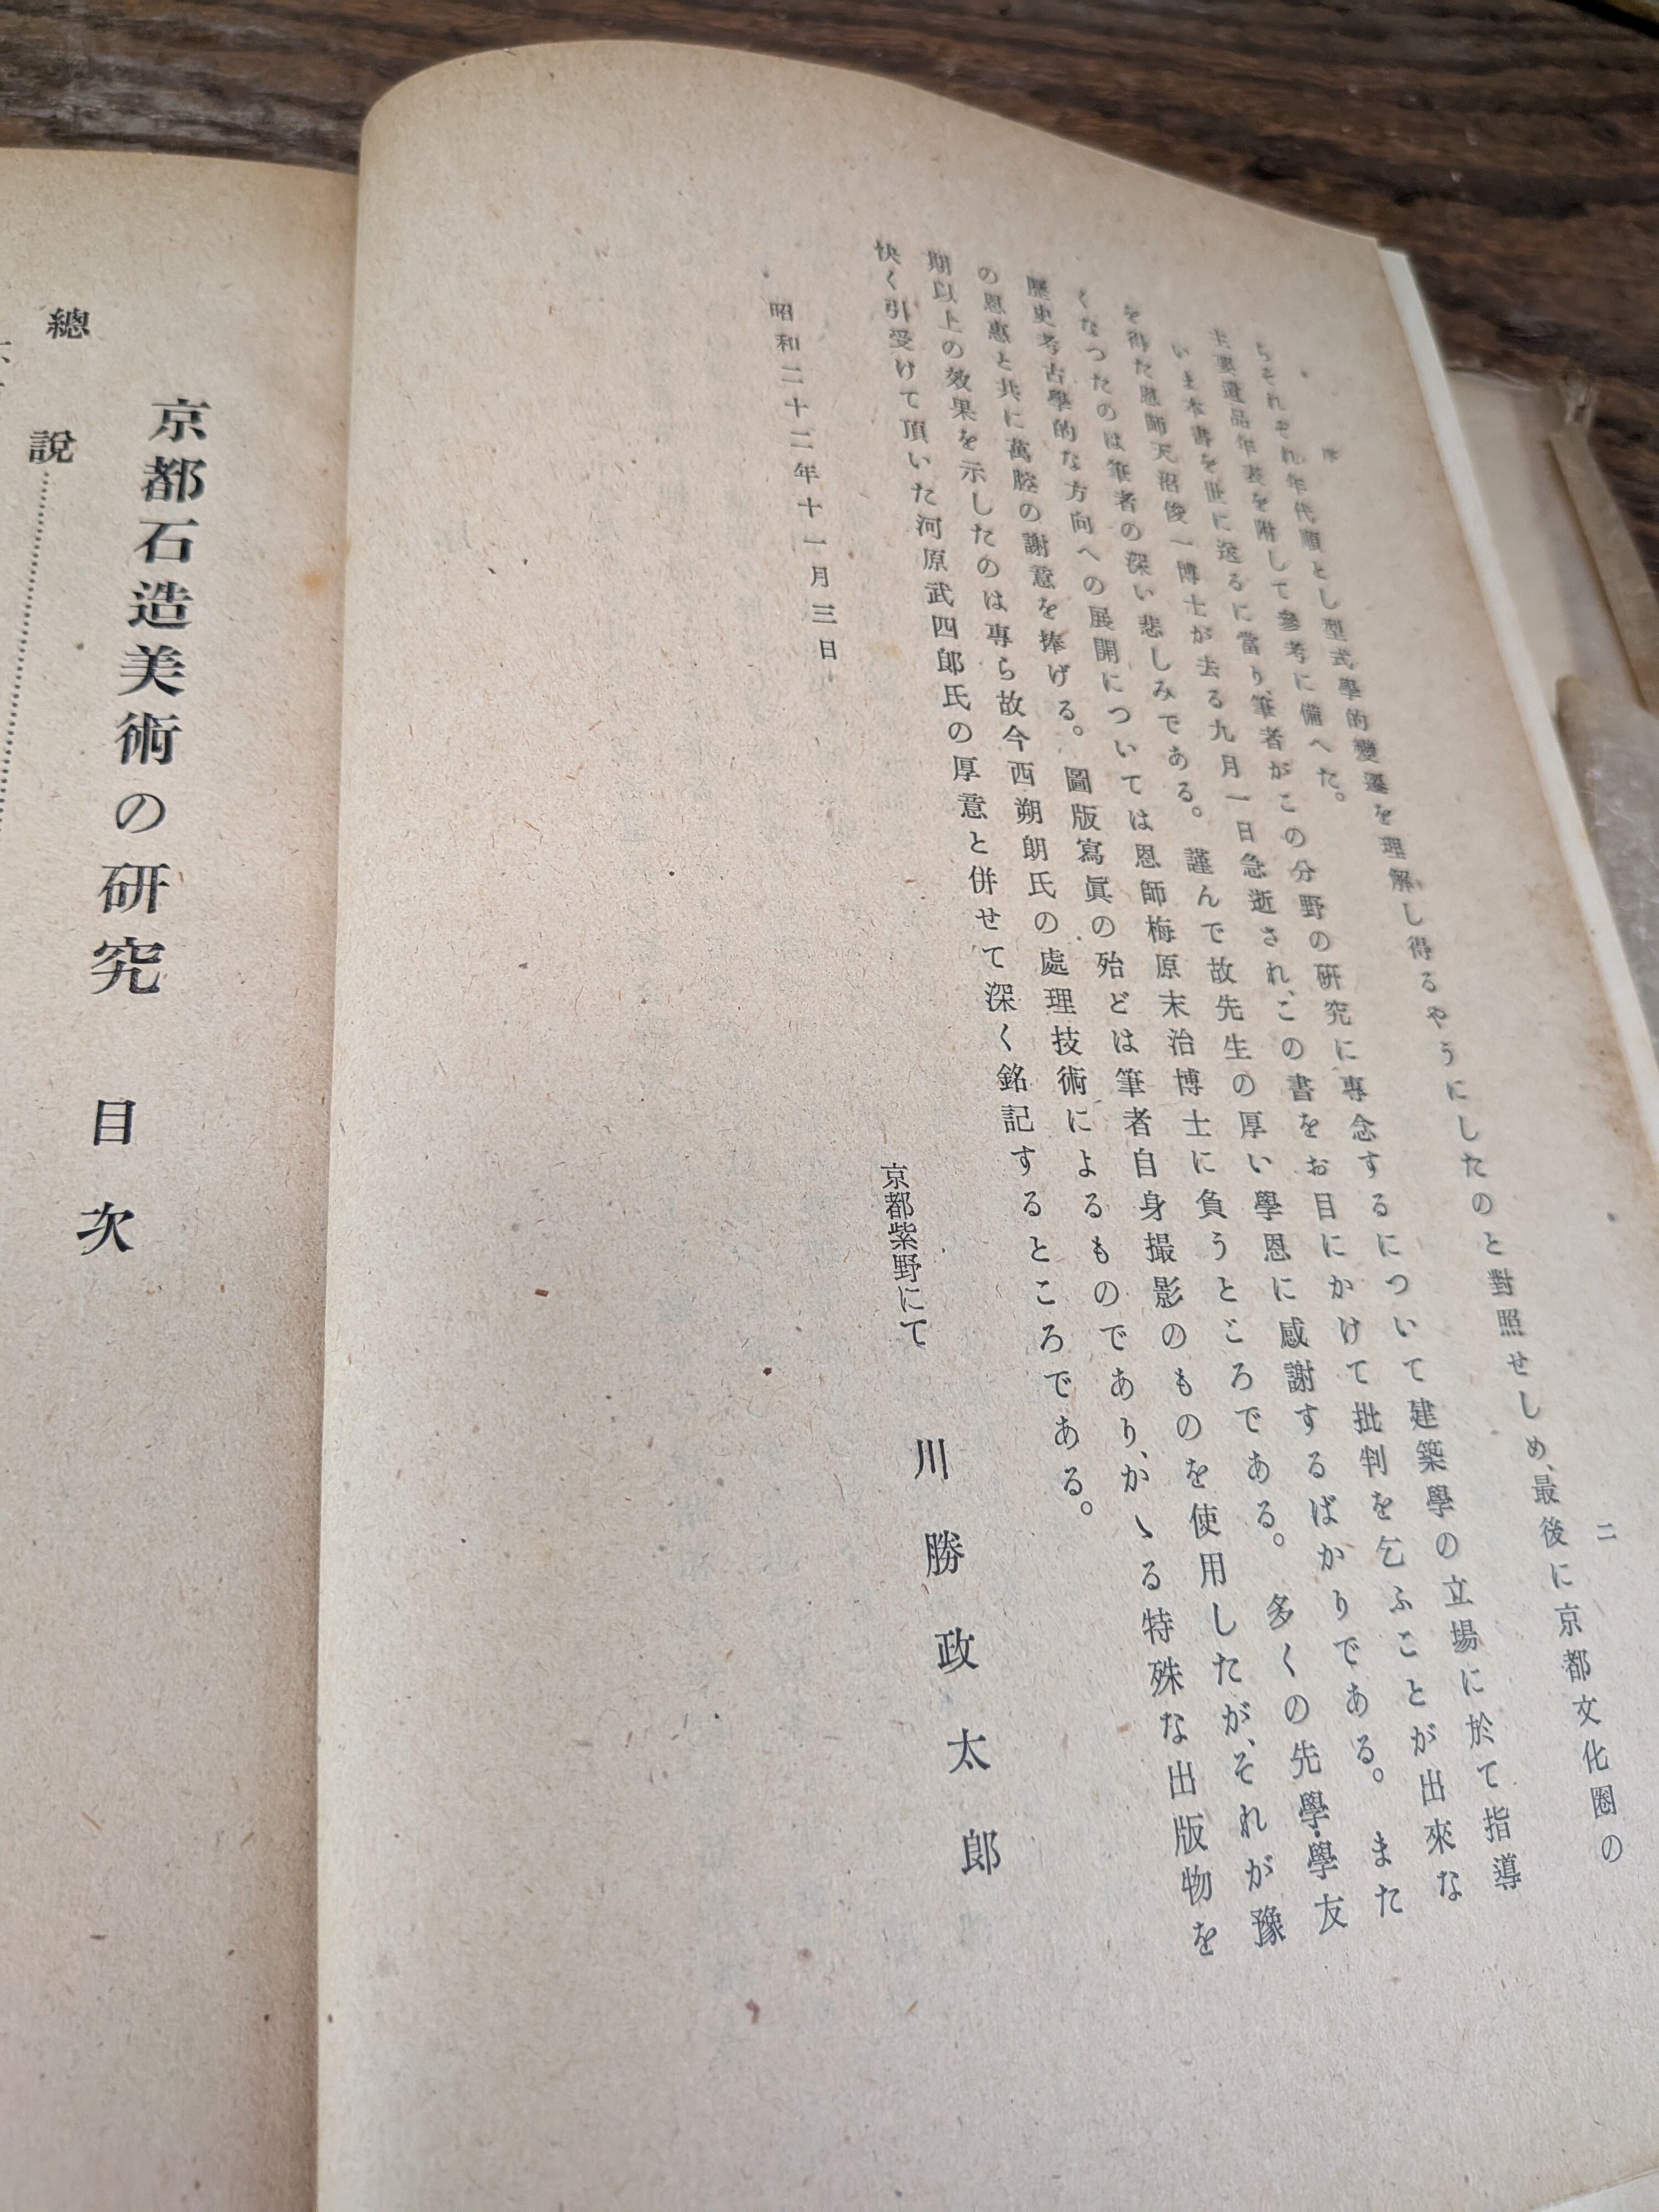 序
二
らそれぞれ年代順とし型式學的變遷を理解し得るやうにしたのと對照せしめ、最後に京都文化圈の
主要遺品年表を附して參考に備へた。
いま本書を世に送るに當り、筆者がこの分野の研究に專念するについて建築學の立場に於て指導
を得た恩師天沼俊一博士が去る九月一日急逝され、この書をお目にかけて批判を乞ふことが出來な
くなつたのは筆者の深い悲しみである。謹んで故先生の厚い學恩に感謝するばかりである。また
歷史考古學的な方向への展開については恩師梅原末治博士に負うところである。多くの先學・學友
の恩惠と共に萬腔の謝意を捧げる。圖版寫眞の殆どは筆者自身撮影のものを使用したが、それが豫
期以上の效果を示したのは專ら故今西朔朗氏の處理技術によるものであり、かゝる特殊な出版物を
快く引受けて頂いた河原武四郎氏の厚意と併せて深く銘記するところである。
昭和二十二年十一月三日
京都紫野にて
川勝政太郎
京都石造美術の研究 目次
總說